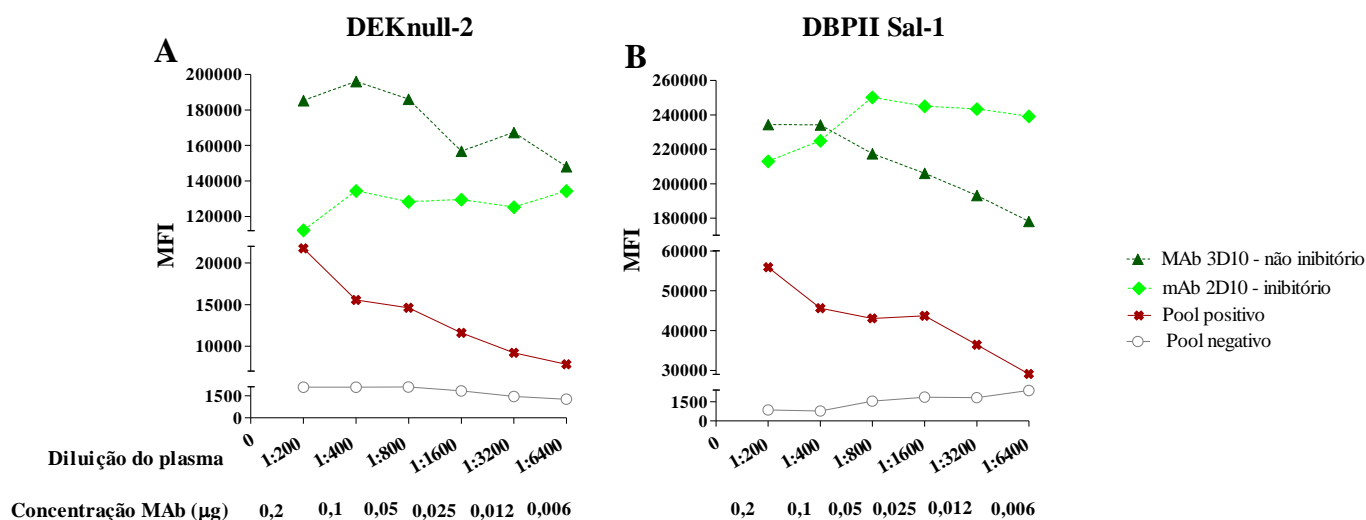 DEKnull-2
DBPII Sal-1
A
MFI
200000
180000
160000
140000
120000
20000
15000
10000
1500
0
B
MFI
260000
240000
220000
200000
180000
60000
50000
40000
30000
1500
0
MAb 3D10 - não inibitório
mAb 2D10 - inibitório
Pool positivo
Pool negativo
Diluição do plasma
0 1:200 1:400 1:800 1:1600 1:3200 1:6400
0 1:200 1:400 1:800 1:1600 1:3200 1:6400
Concentração MAb (µg) 0,2 0,1 0,05 0,025 0,012 0,006 0,2 0,1 0,05 0,025 0,012 0,006